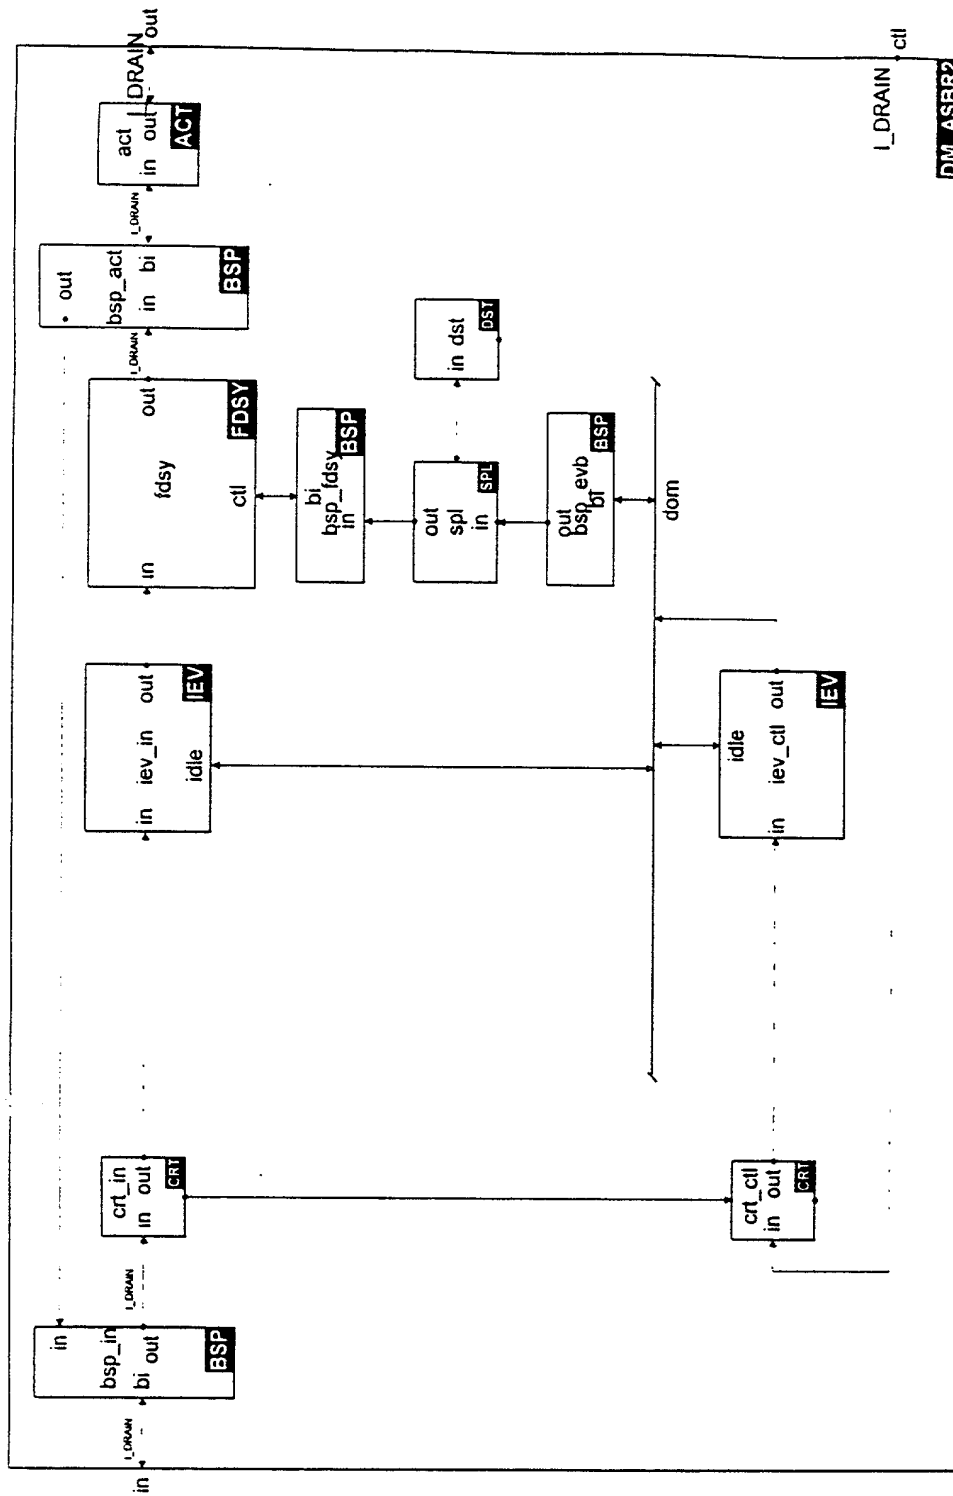 in
I_DRAIN
in
bsp_in
bi out
BSP
I_DRAIN
crt_in
in out
CRT
in iev_in out
idle
IEV
in
fdsy
out
ctl
FDSY
I_DRAIN
out
bsp_act
in bi
BSP
I_DRAIN
act
in out
ACT
I_DRAIN
out
bi
bsp_fdsy
in
BSP
out
spl
in
SPL
in dst
DST
out
bsp_evb
bi
BSP
dom
crt_ctl
in out
CRT
idle
in iev_ctl out
IEV
I_DRAIN
ctl
DM_ASBR2